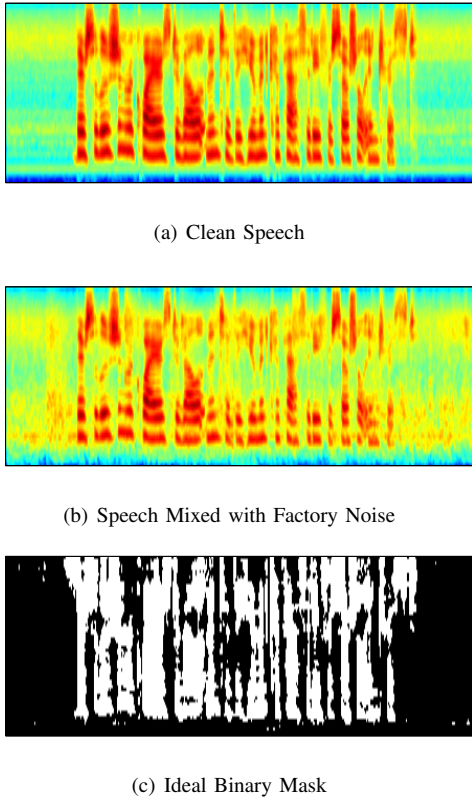 (a) Clean Speech
(b) Speech Mixed with Factory Noise
(c) Ideal Binary Mask